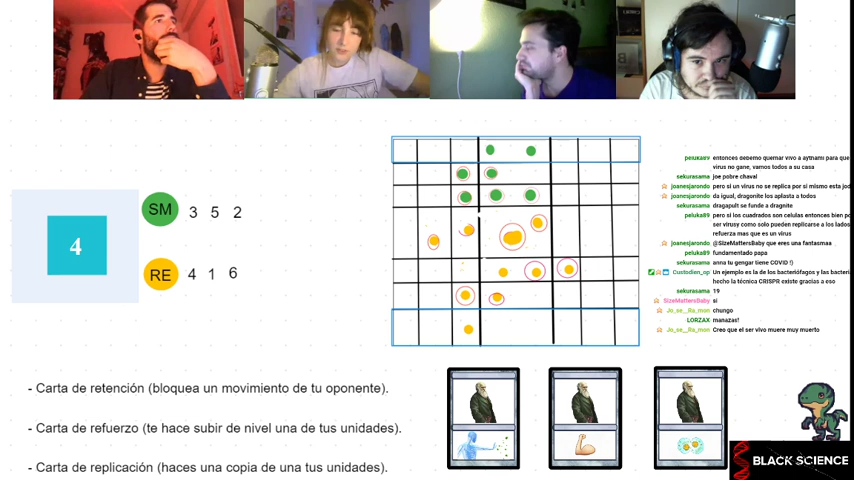 4
SM 3 5 2
RE 4 1 6
- Carta de retención (bloquea un movimiento de tu oponente).
- Carta de refuerzo (te hace subir de nivel una de tus unidades).
- Carta de replicación (haces una copia de una tus unidades).
peluka89 entonces debemo quemar vivo a aytnami para que
virus no gane, vamos todos a su casa
sekurasama joe pobre chaval
joanesjarondo pero si un virus no se replica por si mismo esta jod
joanesjarondo da igual, dragonite los aplasta a todos
sekurasama dragapult se funde a dragnite
peluka89 pero si los cuadrados son celulas entonces bien po
ser virusy como solo pueden replicarse a los lados
refuerza mas que es un virus
joanesjarondo @SizeMattersBaby que eres una fantasmaa
peluka89 fundamentado papa
sekurasama anna tu gengar tiene COVID !)
Custodien_op Un ejemplo es la de los bacteriófagos y las bacteri
hecho la técnica CRISPR existe gracias a eso
sekurasama 19
SizeMattersBaby si
Jo_se__Ra_mon chungo
LORZAX manazas!
Jo_se__Ra_mon Creo que el ser vivo muere muy muerto
BLACK SCIENCE